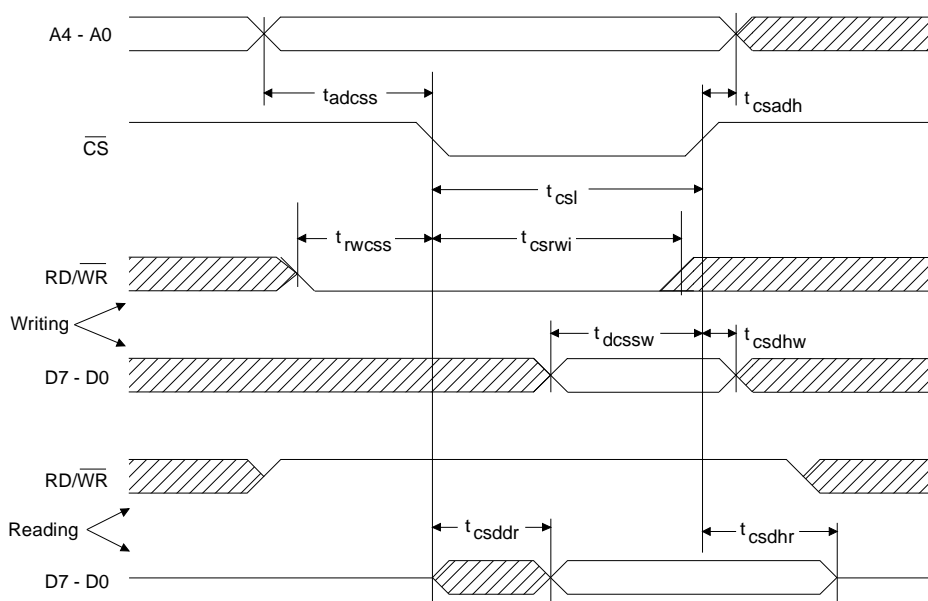 A4 - A0
tadcss
tcsadh
CS
tcsl
trwcss
tcsrwi
RD/WR
Writing
tdcssw
tcsdhw
D7 - D0
RD/WR
Reading
tcsddr
tcsdhr
D7 - D0